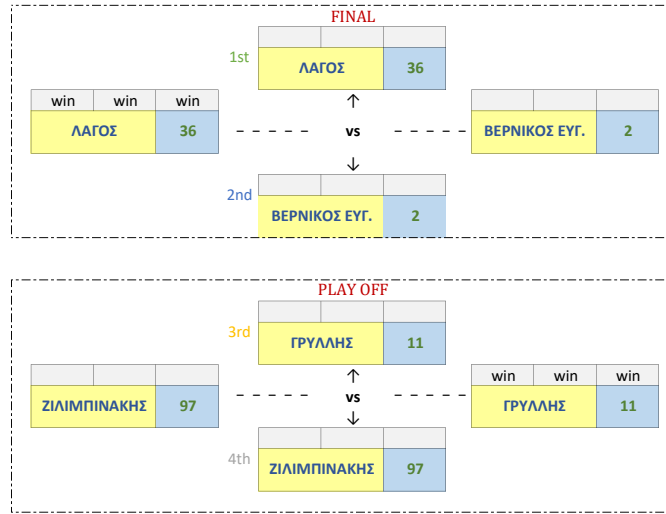 FINAL
1st
ΛΑΓΟΣ 36
win win win
ΛΑΓΟΣ 36 vs ΒΕΡΝΙΚΟΣ ΕΥΓ. 2
2nd
ΒΕΡΝΙΚΟΣ ΕΥΓ. 2
PLAY OFF
3rd
ΓΡΥΛΛΗΣ 11
win win win
ΖΙΛΙΜΠΙΝΑΚΗΣ 97 vs ΓΡΥΛΛΗΣ 11
4th
ΖΙΛΙΜΠΙΝΑΚΗΣ 97